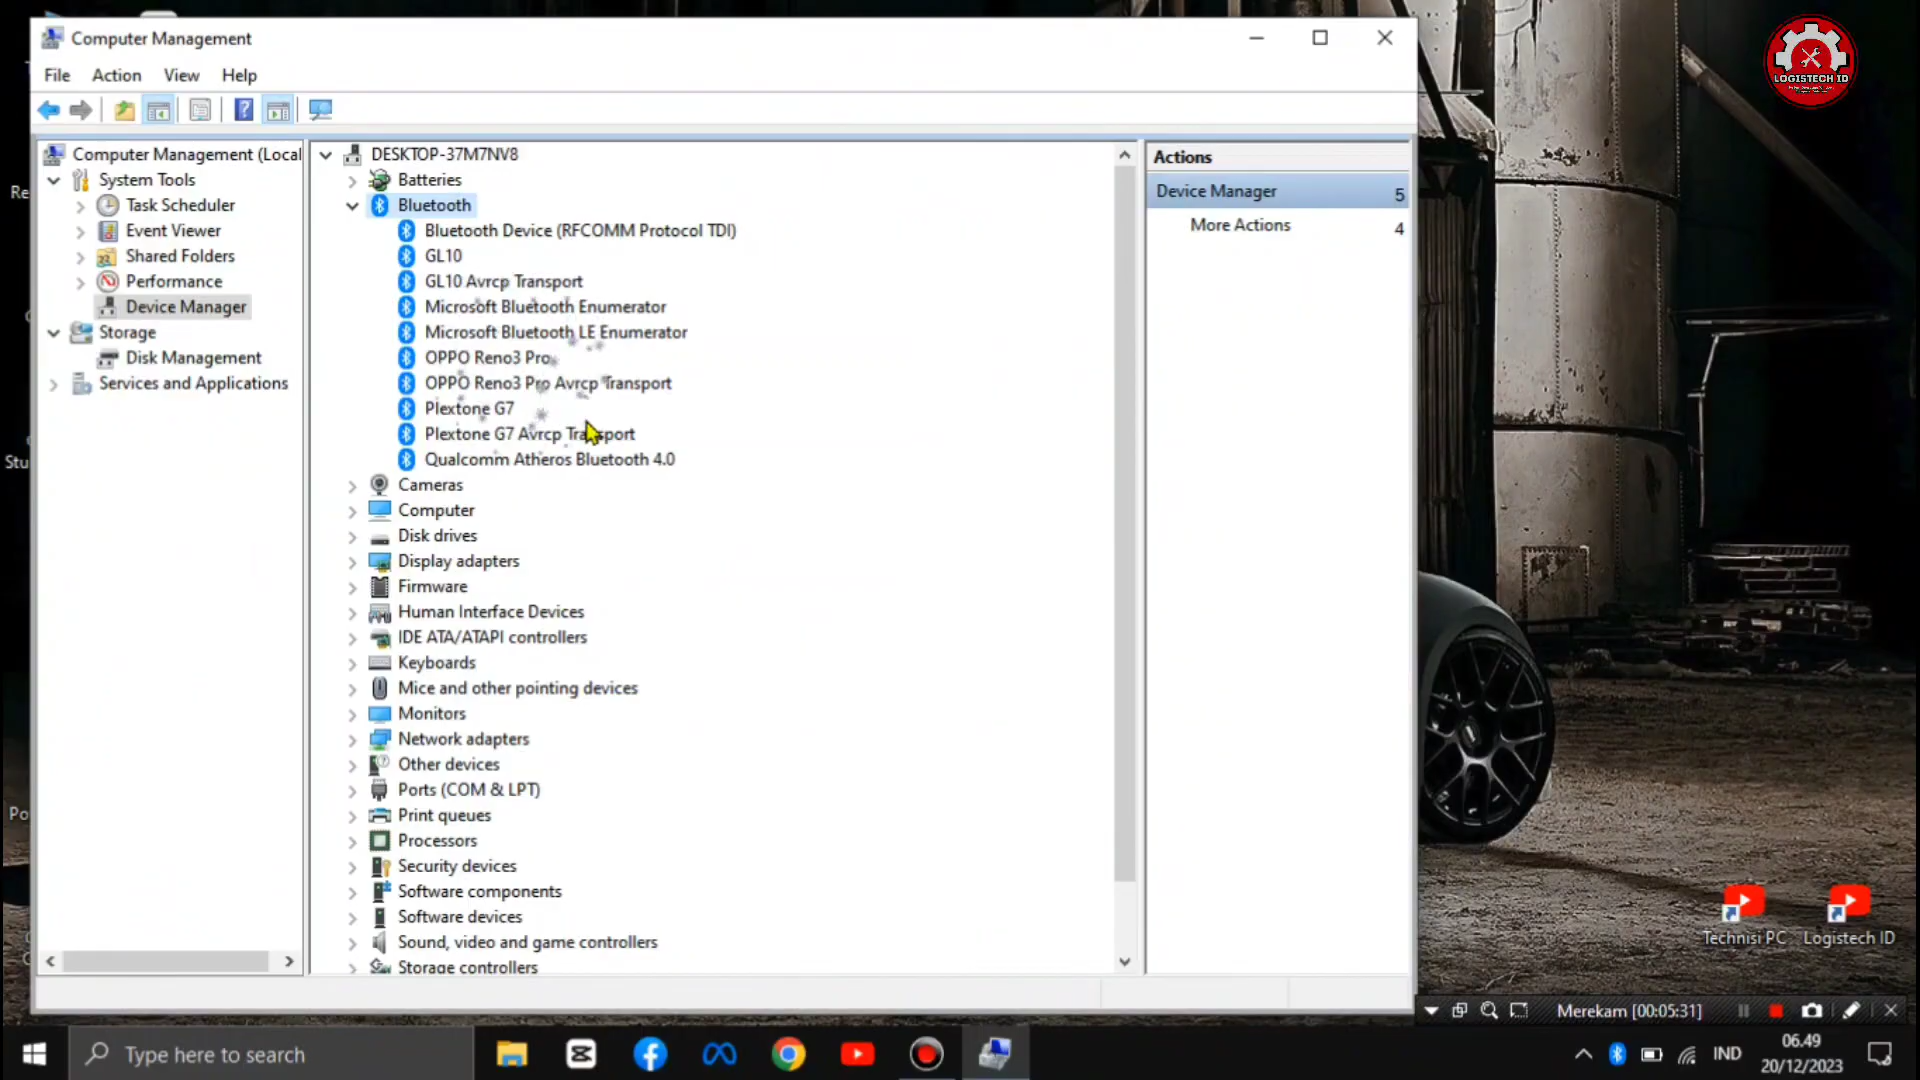 Computer Management
File Action View Help
Computer Management (Local
System Tools
Task Scheduler
Event Viewer
Shared Folders
Performance
Device Manager
Storage
Disk Management
Services and Applications
DESKTOP-37M7NV8
Batteries
Bluetooth
Bluetooth Device (RFCOMM Protocol TDI)
GL10
GL10 Avrcp Transport
Microsoft Bluetooth Enumerator
Microsoft Bluetooth LE Enumerator
OPPO Reno3 Pro
OPPO Reno3 Pro Avrcp Transport
Plextone G7
Plextone G7 Avrcp Transport
Qualcomm Atheros Bluetooth 4.0
Cameras
Computer
Disk drives
Display adapters
Firmware
Human Interface Devices
IDE ATA/ATAPI controllers
Keyboards
Mice and other pointing devices
Monitors
Network adapters
Other devices
Ports (COM & LPT)
Print queues
Processors
Security devices
Software components
Software devices
Sound, video and game controllers
Storage controllers
Actions
Device Manager 5
More Actions 4
LOGISTECH ID
Re
Stu
Po
Technisi PC
Logistech ID
Merekam [00:05:31]
Type here to search
IND
06.49
20/12/2023